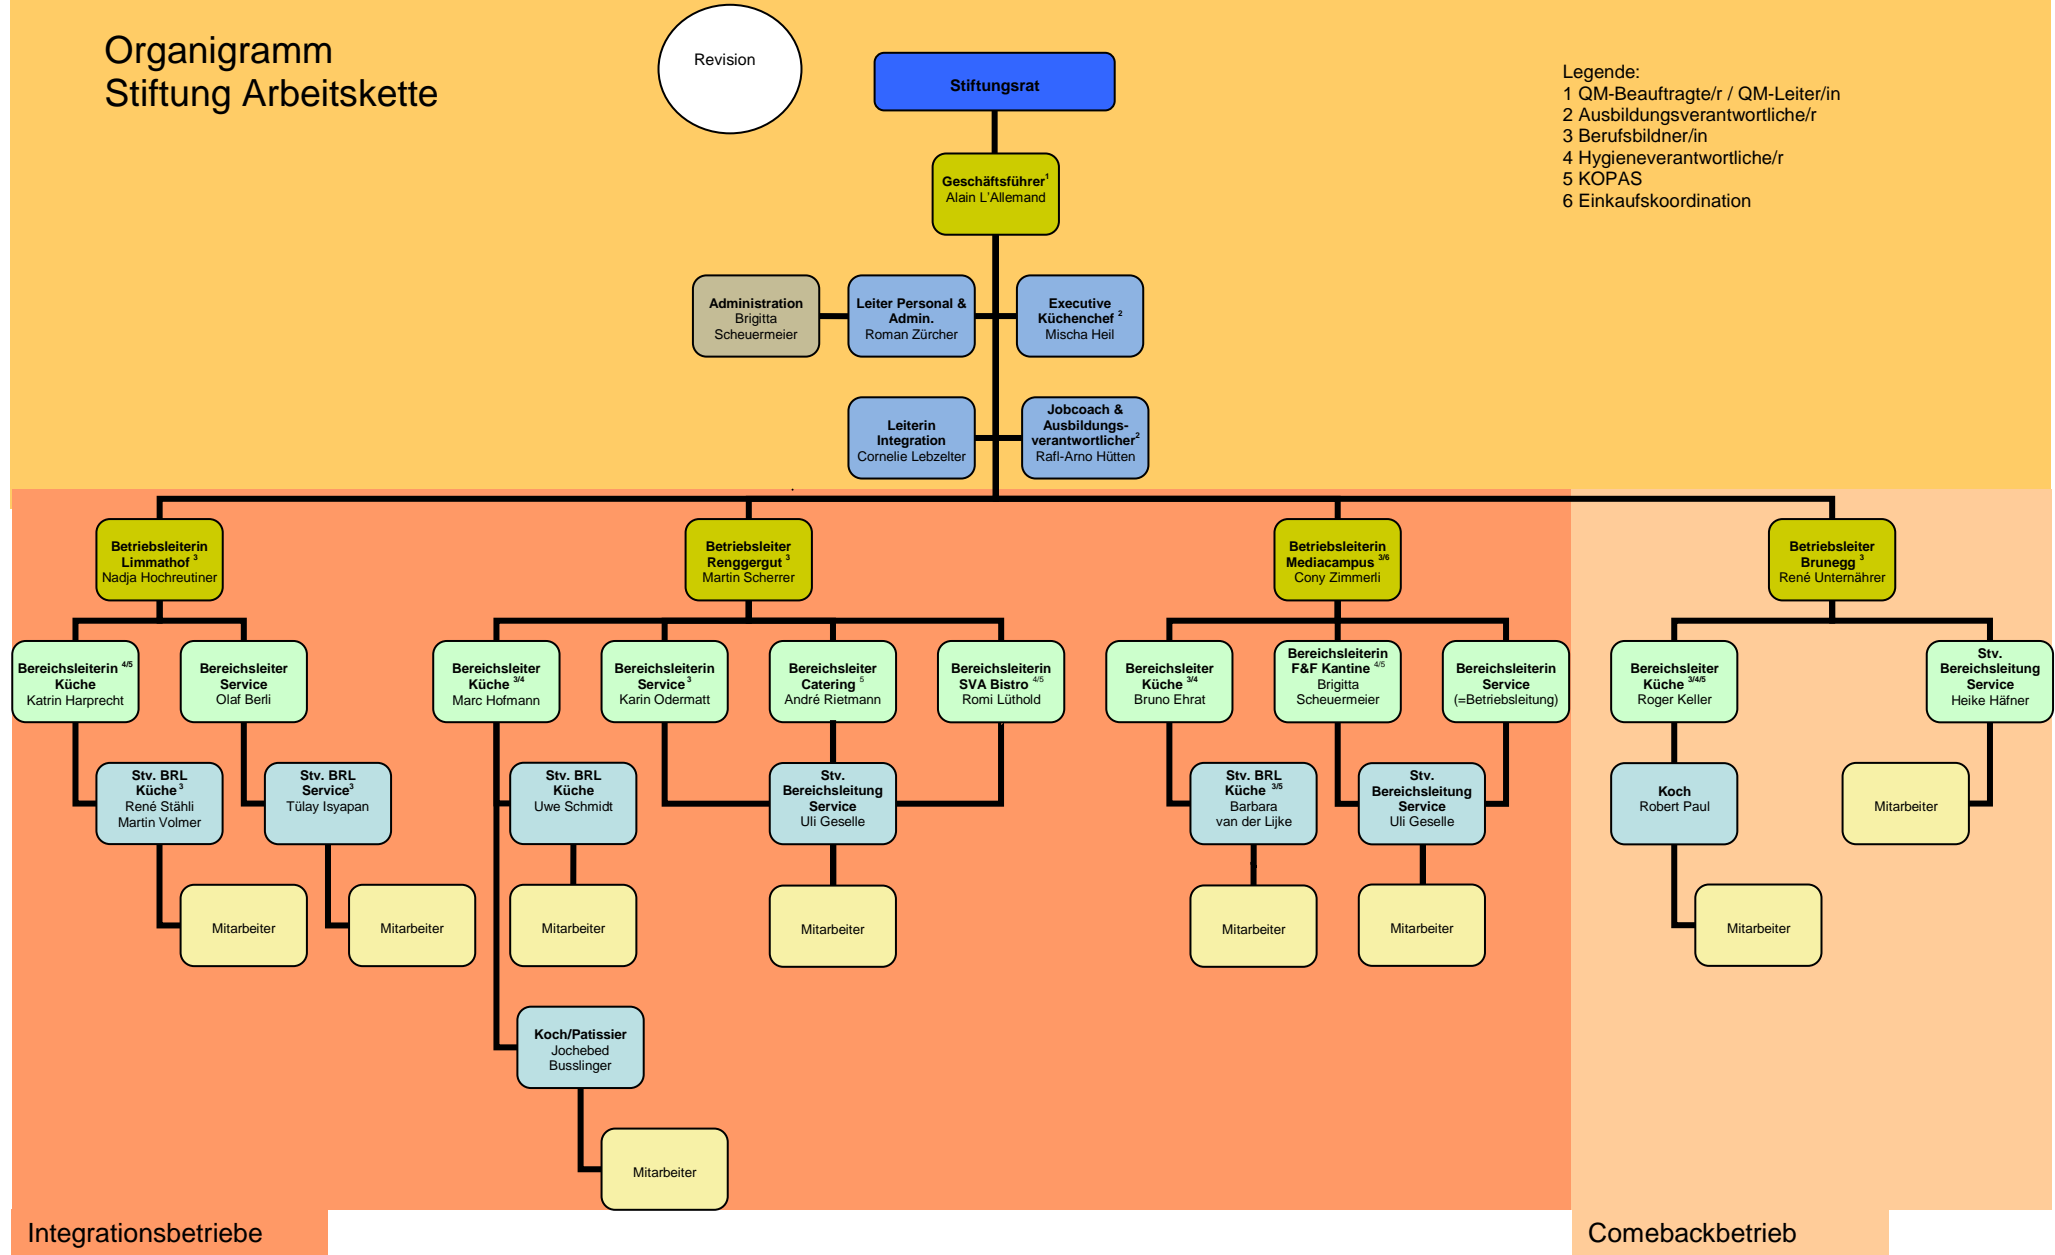 Organigramm
Stiftung Arbeitskette
Revision
Stiftungsrat
Legende:
1 QM-Beauftragte/r / QM-Leiter/in
2 Ausbildungsverantwortliche/r
3 Berufsbildner/in
4 Hygieneverantwortliche/r
5 KOPAS
6 Einkaufskoordination
Geschäftsführer1
Alain L'Allemand
Administration
Brigitta
Scheuermeier
Leiter Personal &
Admin.
Roman Zürcher
Executive
Küchenchef 2
Mischa Heil
Leiterin
Integration
Cornelie Lebzelter
Jobcoach &
Ausbildungs-
verantwortlicher2
Rafl-Arno Hütten
Betriebsleiterin
Limmathof 3
Nadja Hochreutiner
Betriebsleiter
Renggergut 3
Martin Scherrer
Betriebsleiterin
Mediacampus 3/6
Cony Zimmerli
Betriebsleiter
Brunegg 3
René Unternährer
Bereichsleiterin 4/5
Küche
Katrin Harprecht
Bereichsleiter
Service
Olaf Berli
Bereichsleiter
Küche 3/4
Marc Hofmann
Bereichsleiterin
Service 3
Karin Odermatt
Bereichsleiter
Catering 5
André Rietmann
Bereichsleiterin
SVA Bistro 4/5
Romi Lüthold
Bereichsleiter
Küche 3/4
Bruno Ehrat
Bereichsleiterin
F&F Kantine 4/5
Brigitta
Scheuermeier
Bereichsleiterin
Service
(=Betriebsleitung)
Bereichsleiter
Küche 3/4/5
Roger Keller
Stv.
Bereichsleitung
Service
Heike Häfner
Stv. BRL
Küche 3
René Stähli
Martin Volmer
Stv. BRL
Service3
Tülay Isyapan
Stv. BRL
Küche
Uwe Schmidt
Stv.
Bereichsleitung
Service
Uli Geselle
Stv. BRL
Küche 3/5
Barbara
van der Lijke
Stv.
Bereichsleitung
Service
Uli Geselle
Koch
Robert Paul
Mitarbeiter
Mitarbeiter
Mitarbeiter
Mitarbeiter
Mitarbeiter
Mitarbeiter
Mitarbeiter
Mitarbeiter
Koch/Patissier
Jochebed
Busslinger
Mitarbeiter
Integrationsbetriebe
Comebackbetrieb